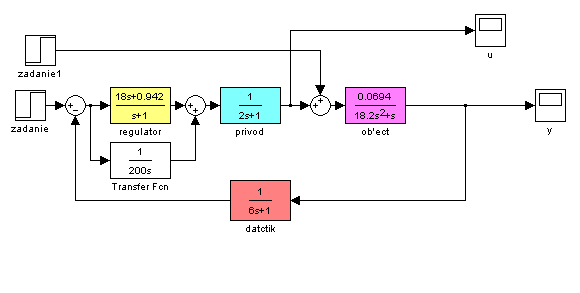 u
zadanie1
zadanie
18s+0.942
s+1
regulator
1
2s+1
privod
0.0694
18.2s²+s
ob'ect
y
1
200s
Transfer Fcn
1
6s+1
datctik